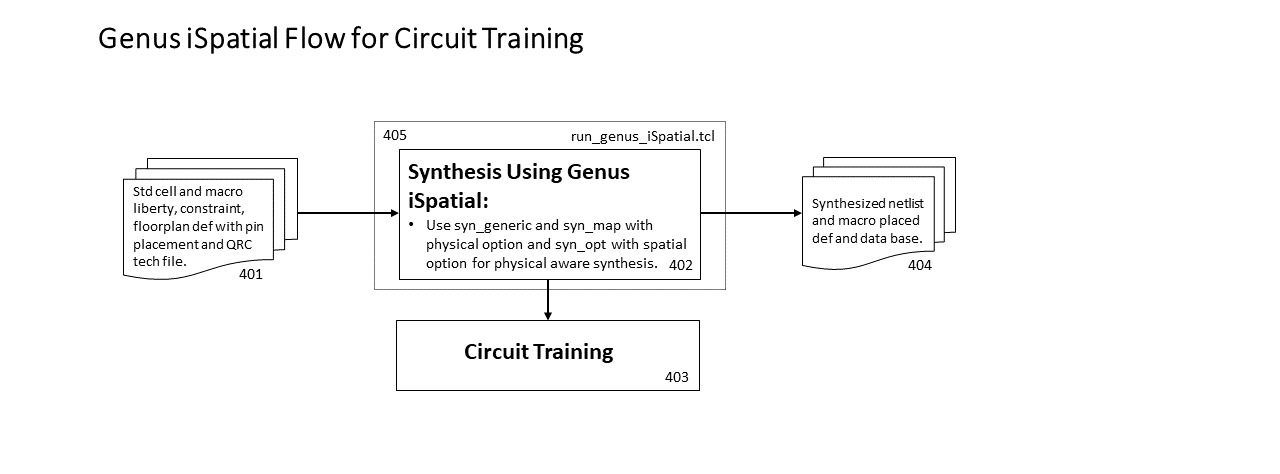 Genus iSpatial Flow for Circuit Training
405
run_genus_iSpatial.tcl
Std cell and macro
liberty, constraint,
floorplan def with pin
placement and QRC
tech file.
401
Synthesis Using Genus
iSpatial:
• Use syn_generic and syn_map with
physical option and syn_opt with spatial
option for physical aware synthesis.
402
Synthesized netlist
and macro placed
def and data base.
404
Circuit Training
403